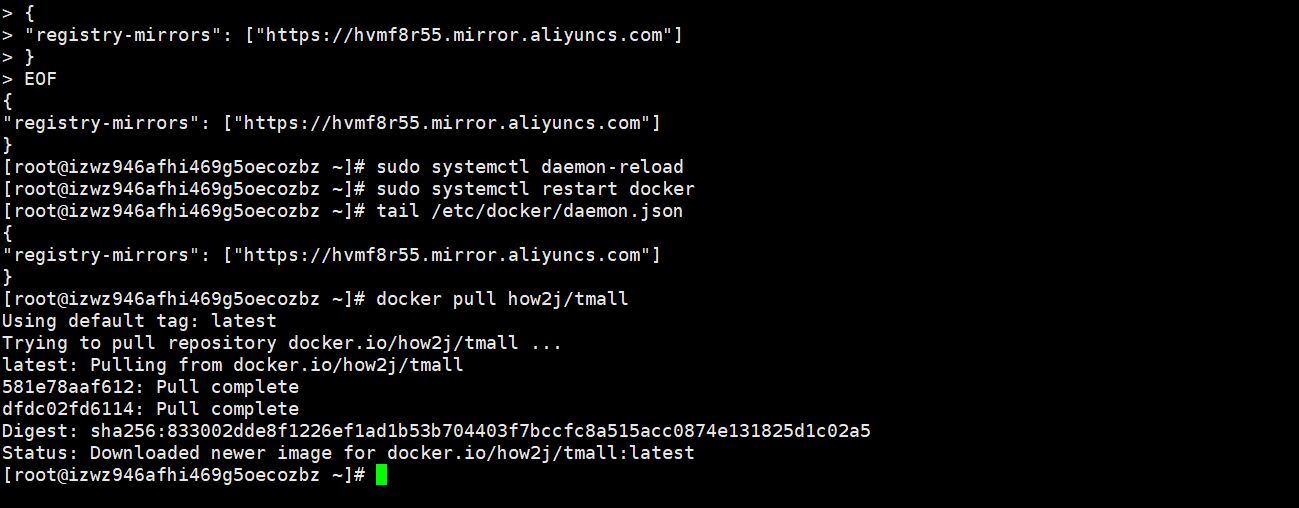 > {
> "registry-mirrors": ["https://hvmf8r55.mirror.aliyuncs.com"]
> }
> EOF
{
"registry-mirrors": ["https://hvmf8r55.mirror.aliyuncs.com"]
}
[root@izwz946afhi469g5oecozbz ~]# sudo systemctl daemon-reload
[root@izwz946afhi469g5oecozbz ~]# sudo systemctl restart docker
[root@izwz946afhi469g5oecozbz ~]# tail /etc/docker/daemon.json
{
"registry-mirrors": ["https://hvmf8r55.mirror.aliyuncs.com"]
}
[root@izwz946afhi469g5oecozbz ~]# docker pull how2j/tmall
Using default tag: latest
Trying to pull repository docker.io/how2j/tmall ...
latest: Pulling from docker.io/how2j/tmall
581e78aaf612: Pull complete
dfdc02fd6114: Pull complete
Digest: sha256:833002dde8f1226ef1ad1b53b704403f7bccfc8a515acc0874e131825d1c02a5
Status: Downloaded newer image for docker.io/how2j/tmall:latest
[root@izwz946afhi469g5oecozbz ~]#